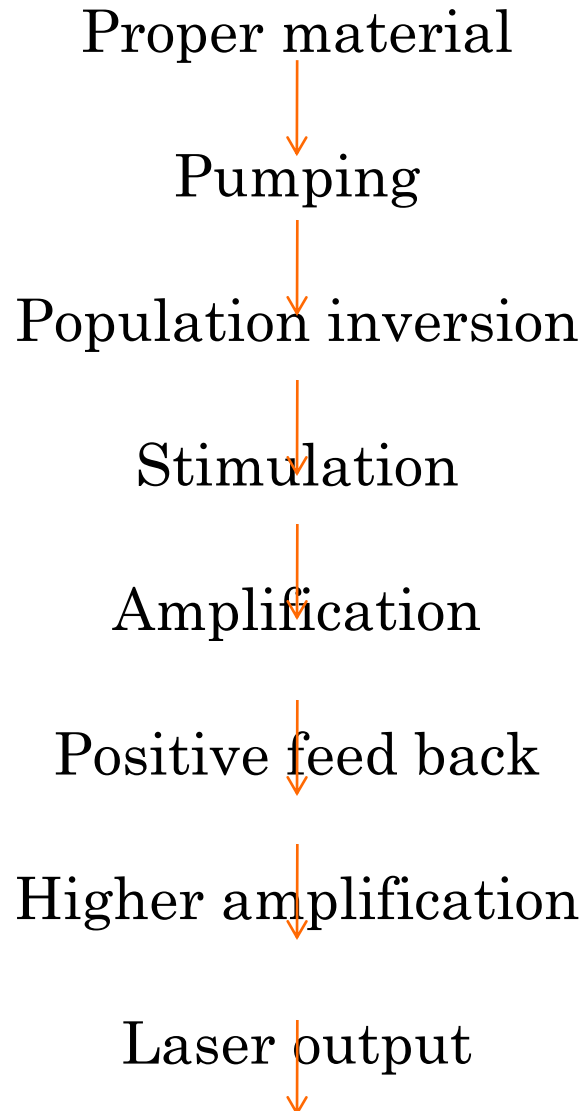 Proper material
Pumping
Population inversion
Stimulation
Amplification
Positive feed back
Higher amplification
Laser output